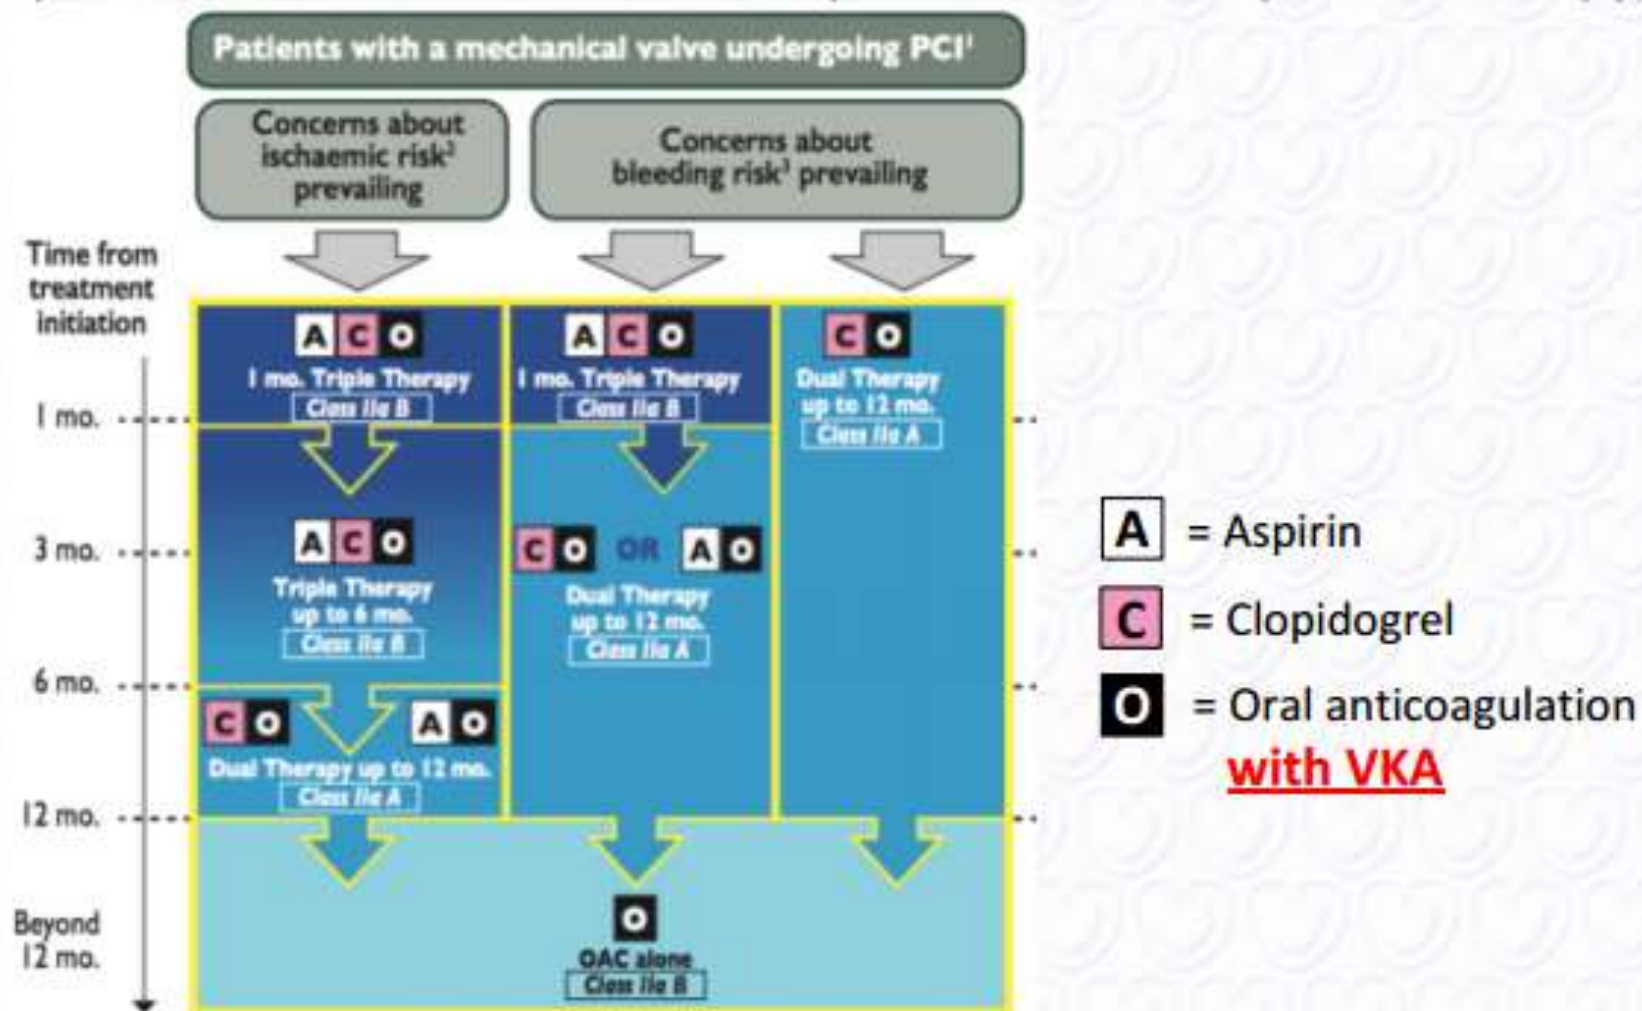 Patients with a mechanical valve undergoing PCI¹
Concerns about
ischaemic risk²
prevailing
Concerns about
bleeding risk³ prevailing
Time from
treatment
initiation
A C O
1 mo. Triple Therapy
Class IIa B
A C O
1 mo. Triple Therapy
Class IIa B
C O
Dual Therapy
up to 12 mo.
Class IIa A
1 mo.
A C O
Triple Therapy
up to 6 mo.
Class IIa B
C O OR A O
Dual Therapy
up to 12 mo.
Class IIa A
3 mo.
6 mo.
C O A O
Dual Therapy up to 12 mo.
Class IIa A
12 mo.
Beyond
12 mo.
O
OAC alone
Class IIa B
A = Aspirin
C = Clopidogrel
O = Oral anticoagulation
with VKA